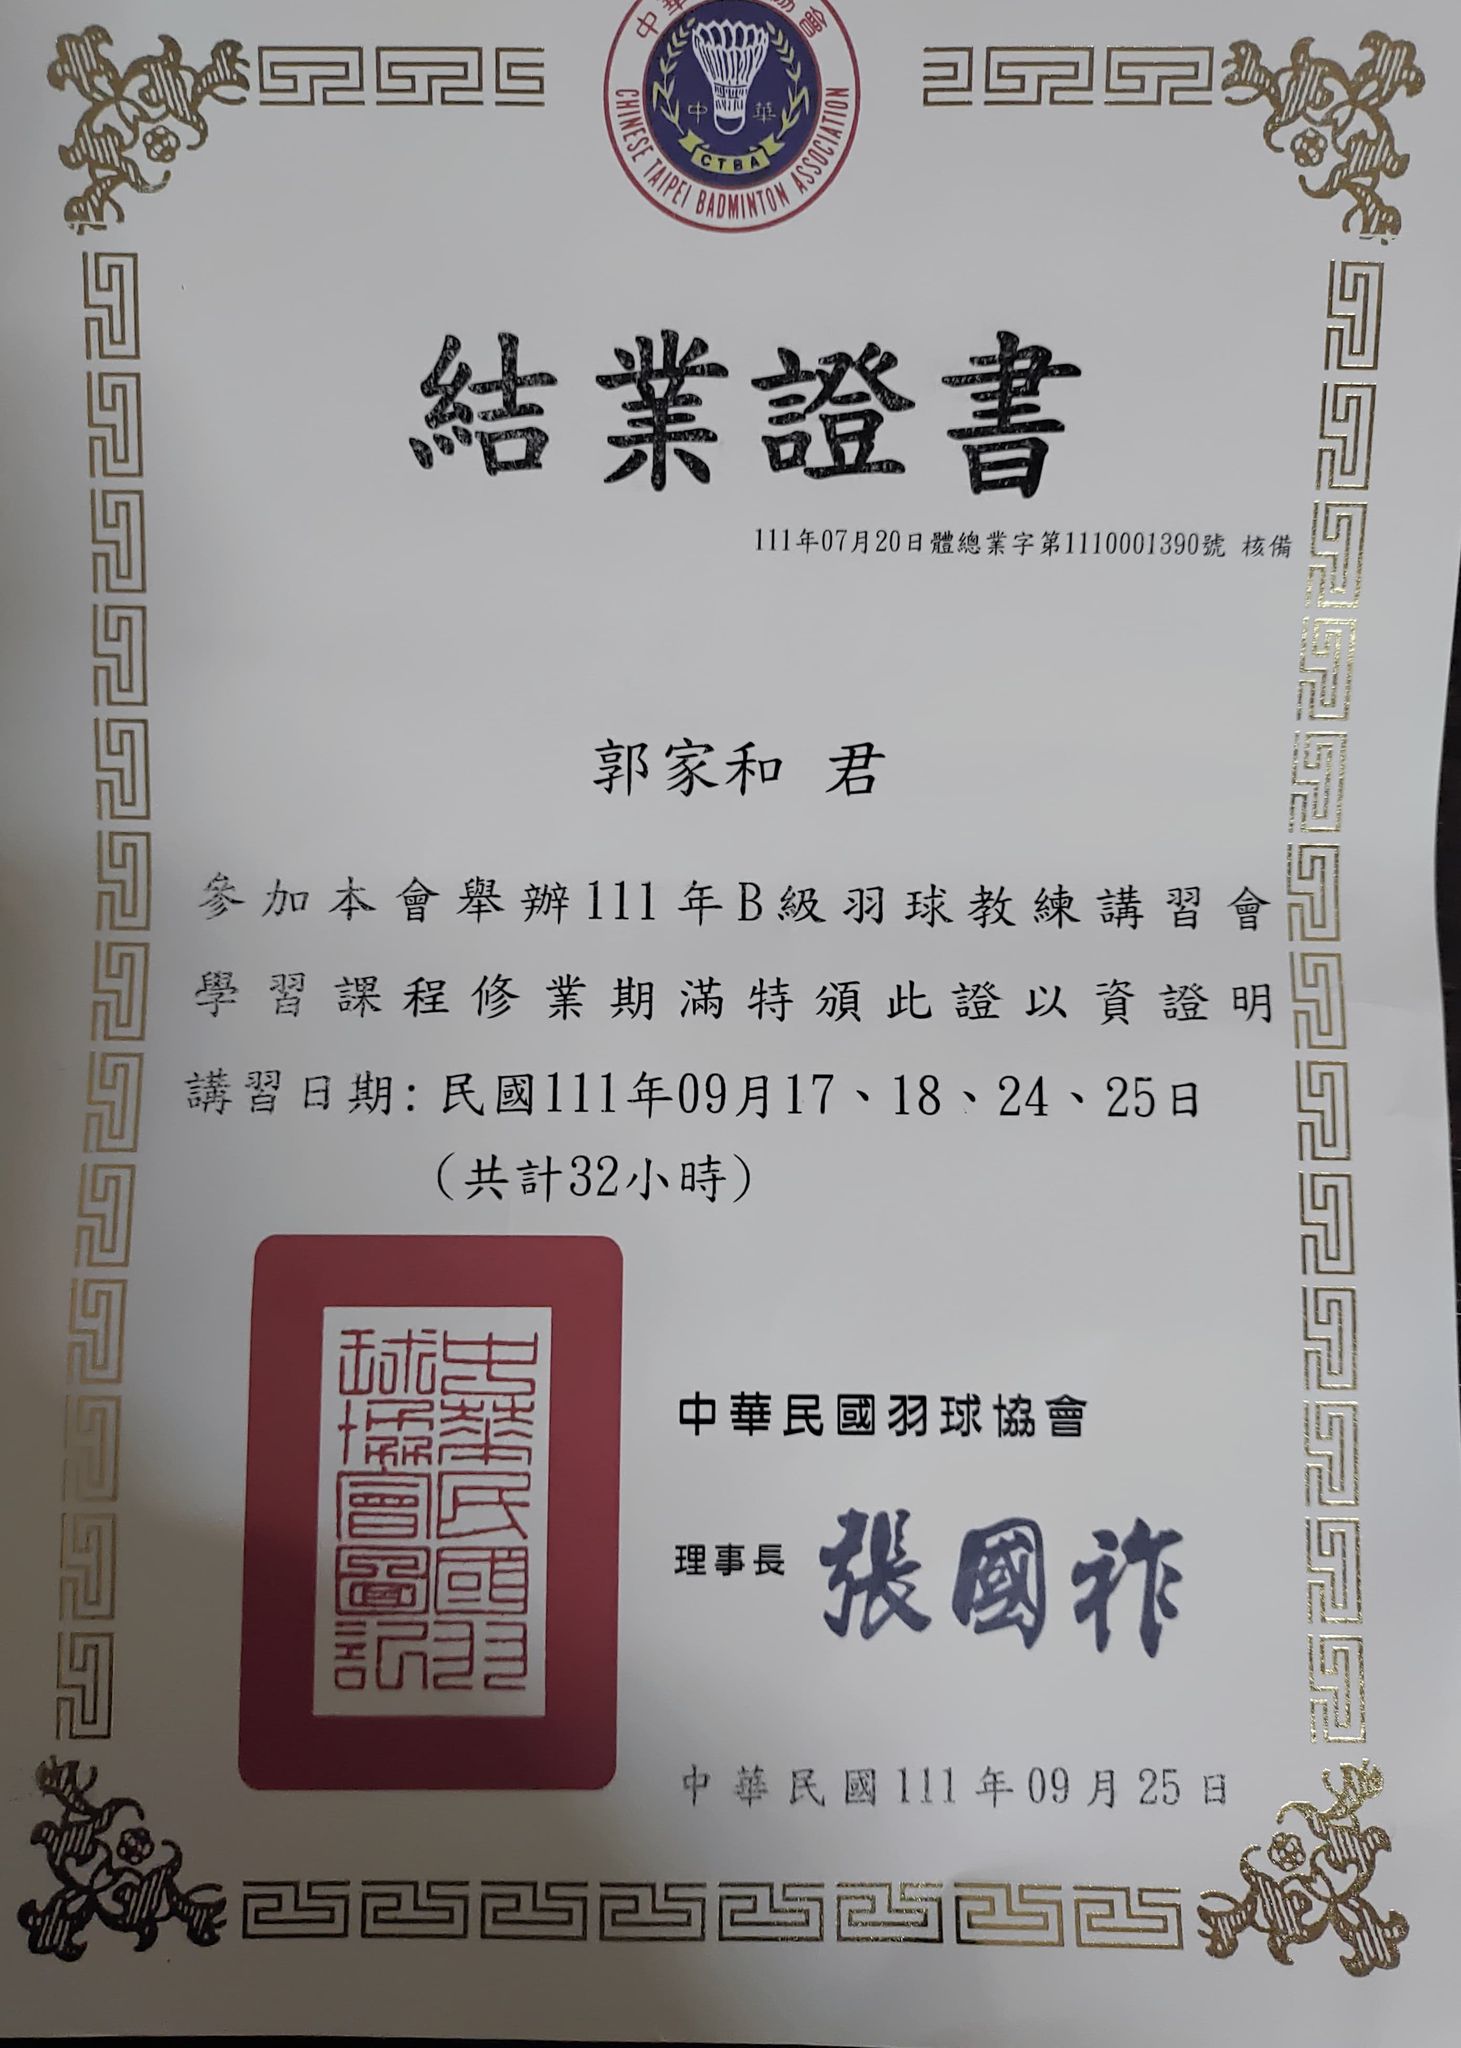 中華 協會
CHINESE TAIPEI BADMINTON ASSOCIATION
中 華
CTBA
結業證書
111年07月20日體總業字第1110001390號 核備
郭家和 君
參加本會舉辦111年B級羽球教練講習會
學習課程修業期滿特頒此證以資證明
講習日期：民國111年09月17、18、24、25日
（共計32小時）
中華民國羽
球協會圖記
中華民國羽球協會
理事長 張國祚
中華民國111年09月25日